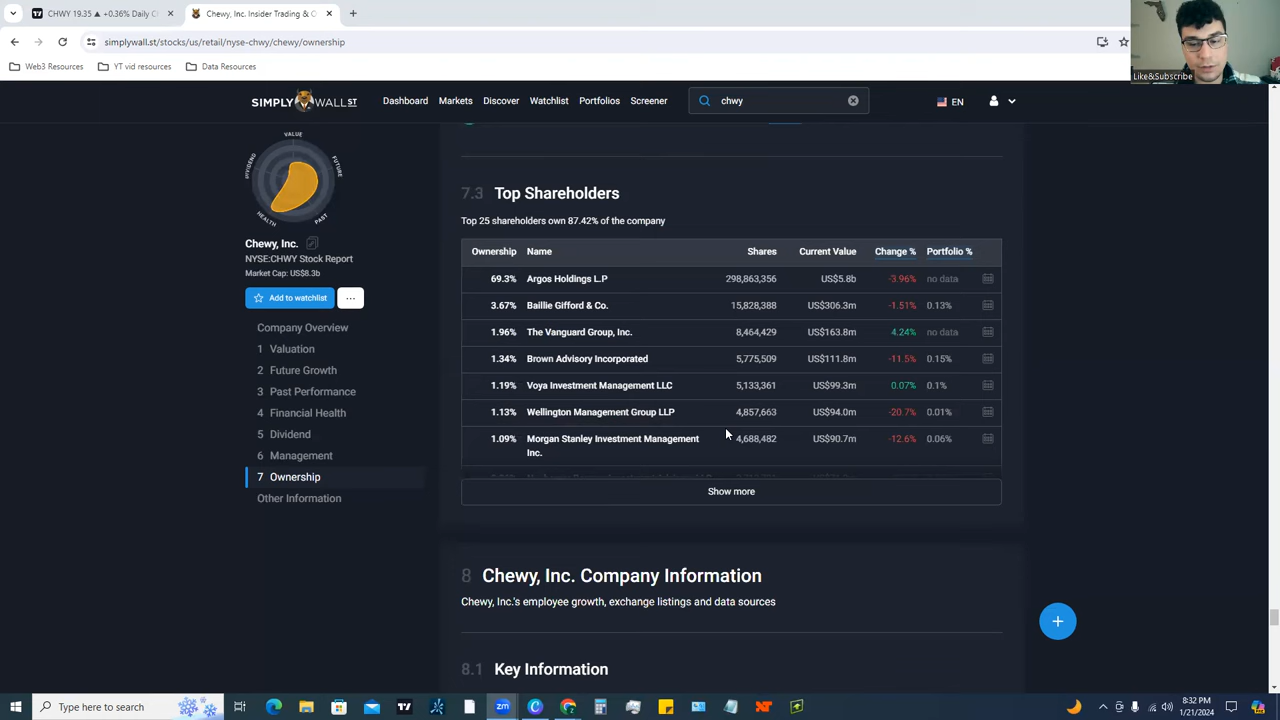 CHWY 19.35 ▲ +0.36% Daily
Chewy, Inc. Insider Trading & O
simplywall.st/stocks/us/retail/nyse-chwy/chewy/ownership
Web3 Resources
YT vid resources
Data Resources
Like&Subscribe
SIMPLY WALL ST
Dashboard
Markets
Discover
Watchlist
Portfolios
Screener
chwy
EN
VALUE
FUTURE
PAST
HEALTH
DIVIDEND
Chewy, Inc.
NYSE:CHWY Stock Report
Market Cap: US$8.3b
Add to watchlist
...
Company Overview
1 Valuation
2 Future Growth
3 Past Performance
4 Financial Health
5 Dividend
6 Management
7 Ownership
Other Information
7.3 Top Shareholders
Top 25 shareholders own 87.42% of the company
Ownership Name Shares Current Value Change % Portfolio %
69.3% Argos Holdings L.P 298,863,356 US$5.8b -3.96% no data
3.67% Baillie Gifford & Co. 15,828,388 US$306.3m -1.51% 0.13%
1.96% The Vanguard Group, Inc. 8,464,429 US$163.8m 4.24% no data
1.34% Brown Advisory Incorporated 5,775,509 US$111.8m -11.5% 0.15%
1.19% Voya Investment Management LLC 5,133,361 US$99.3m 0.07% 0.1%
1.13% Wellington Management Group LLP 4,857,663 US$94.0m -20.7% 0.01%
1.09% Morgan Stanley Investment Management 4,688,482 US$90.7m -12.6% 0.06%
Inc.
Show more
8 Chewy, Inc. Company Information
Chewy, Inc.'s employee growth, exchange listings and data sources
8.1 Key Information
Type here to search
8:32 PM
1/21/2024